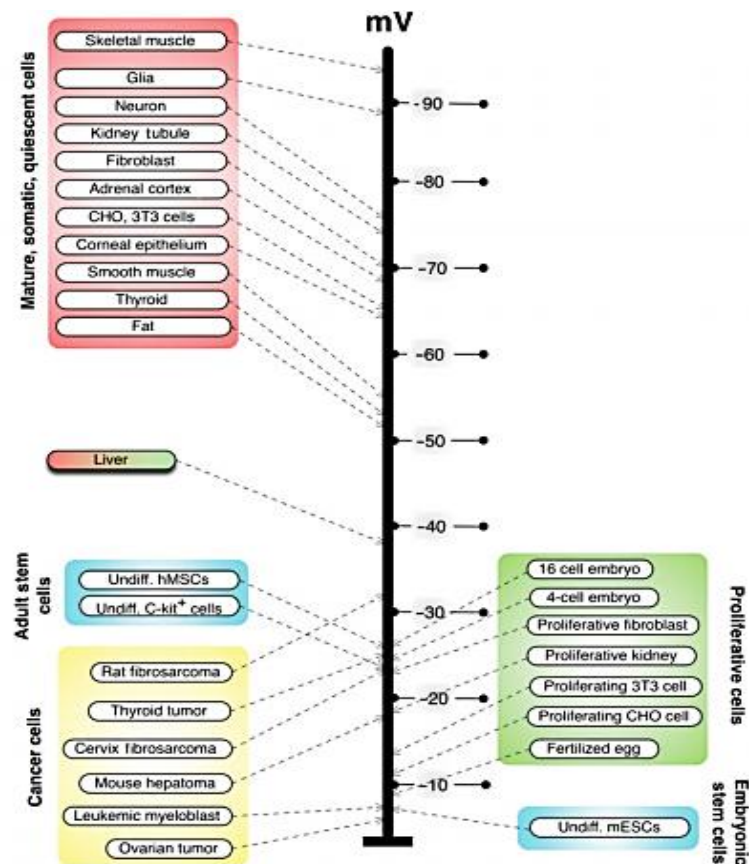 mV
Mature, somatic, quiescent cells
Skeletal muscle
Glia
Neuron
Kidney tubule
Fibroblast
Adrenal cortex
CHO, 3T3 cells
Corneal epithelium
Smooth muscle
Thyroid
Fat
-90
-80
-70
-60
-50
-40
-30
-20
-10
Liver
Adult stem
cells
Undiff. hMSCs
Undiff. C-kit⁺ cells
Cancer cells
Rat fibrosarcoma
Thyroid tumor
Cervix fibrosarcoma
Mouse hepatoma
Leukemic myeloblast
Ovarian tumor
16 cell embryo
4-cell embryo
Proliferative fibroblast
Proliferative kidney
Proliferating 3T3 cell
Proliferating CHO cell
Fertilized egg
Proliferative cells
Undiff. mESCs
Embryonic
stem cells